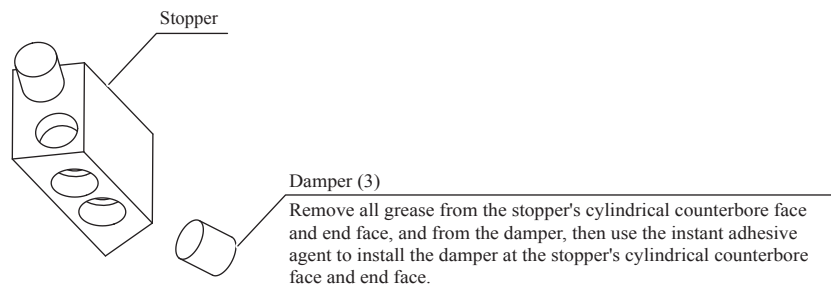 Stopper
Damper (3)
Remove all grease from the stopper's cylindrical counterbore face
and end face, and from the damper, then use the instant adhesive
agent to install the damper at the stopper's cylindrical counterbore
face and end face.